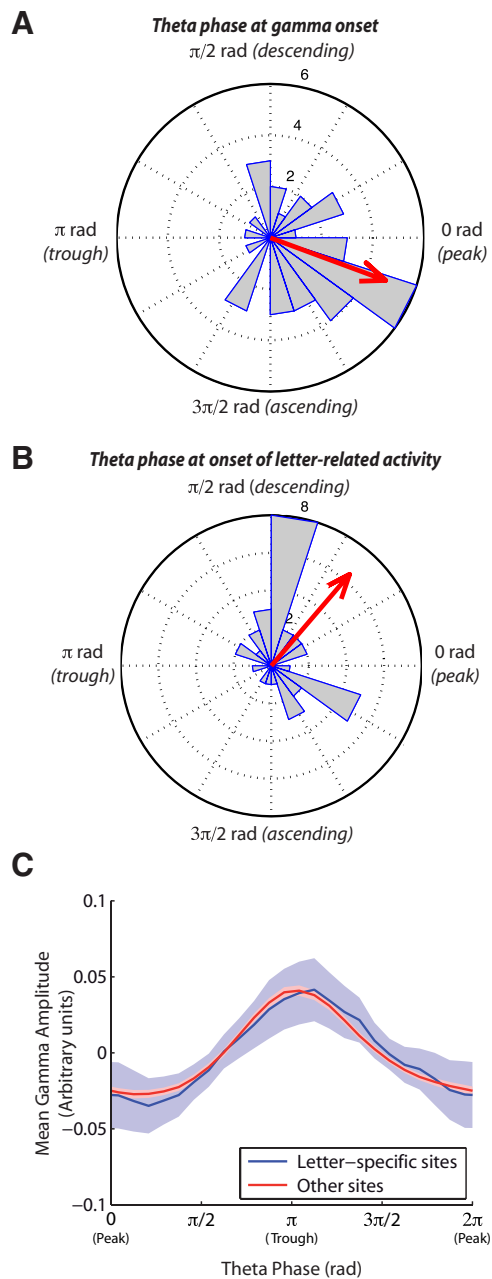 A
Theta phase at gamma onset
π/2 rad (descending)
6
4
2
π rad
(trough)
0 rad
(peak)
3π/2 rad (ascending)
B
Theta phase at onset of letter-related activity
π/2 rad (descending)
8
2
π rad
(trough)
0 rad
(peak)
3π/2 rad (ascending)
C
0.1
0.05
0
−0.05
−0.1
Mean Gamma Amplitude
(Arbitrary units)
Letter−specific sites
Other sites
0 π/2 π 3π/2 2π
(Peak) (Trough) (Peak)
Theta Phase (rad)